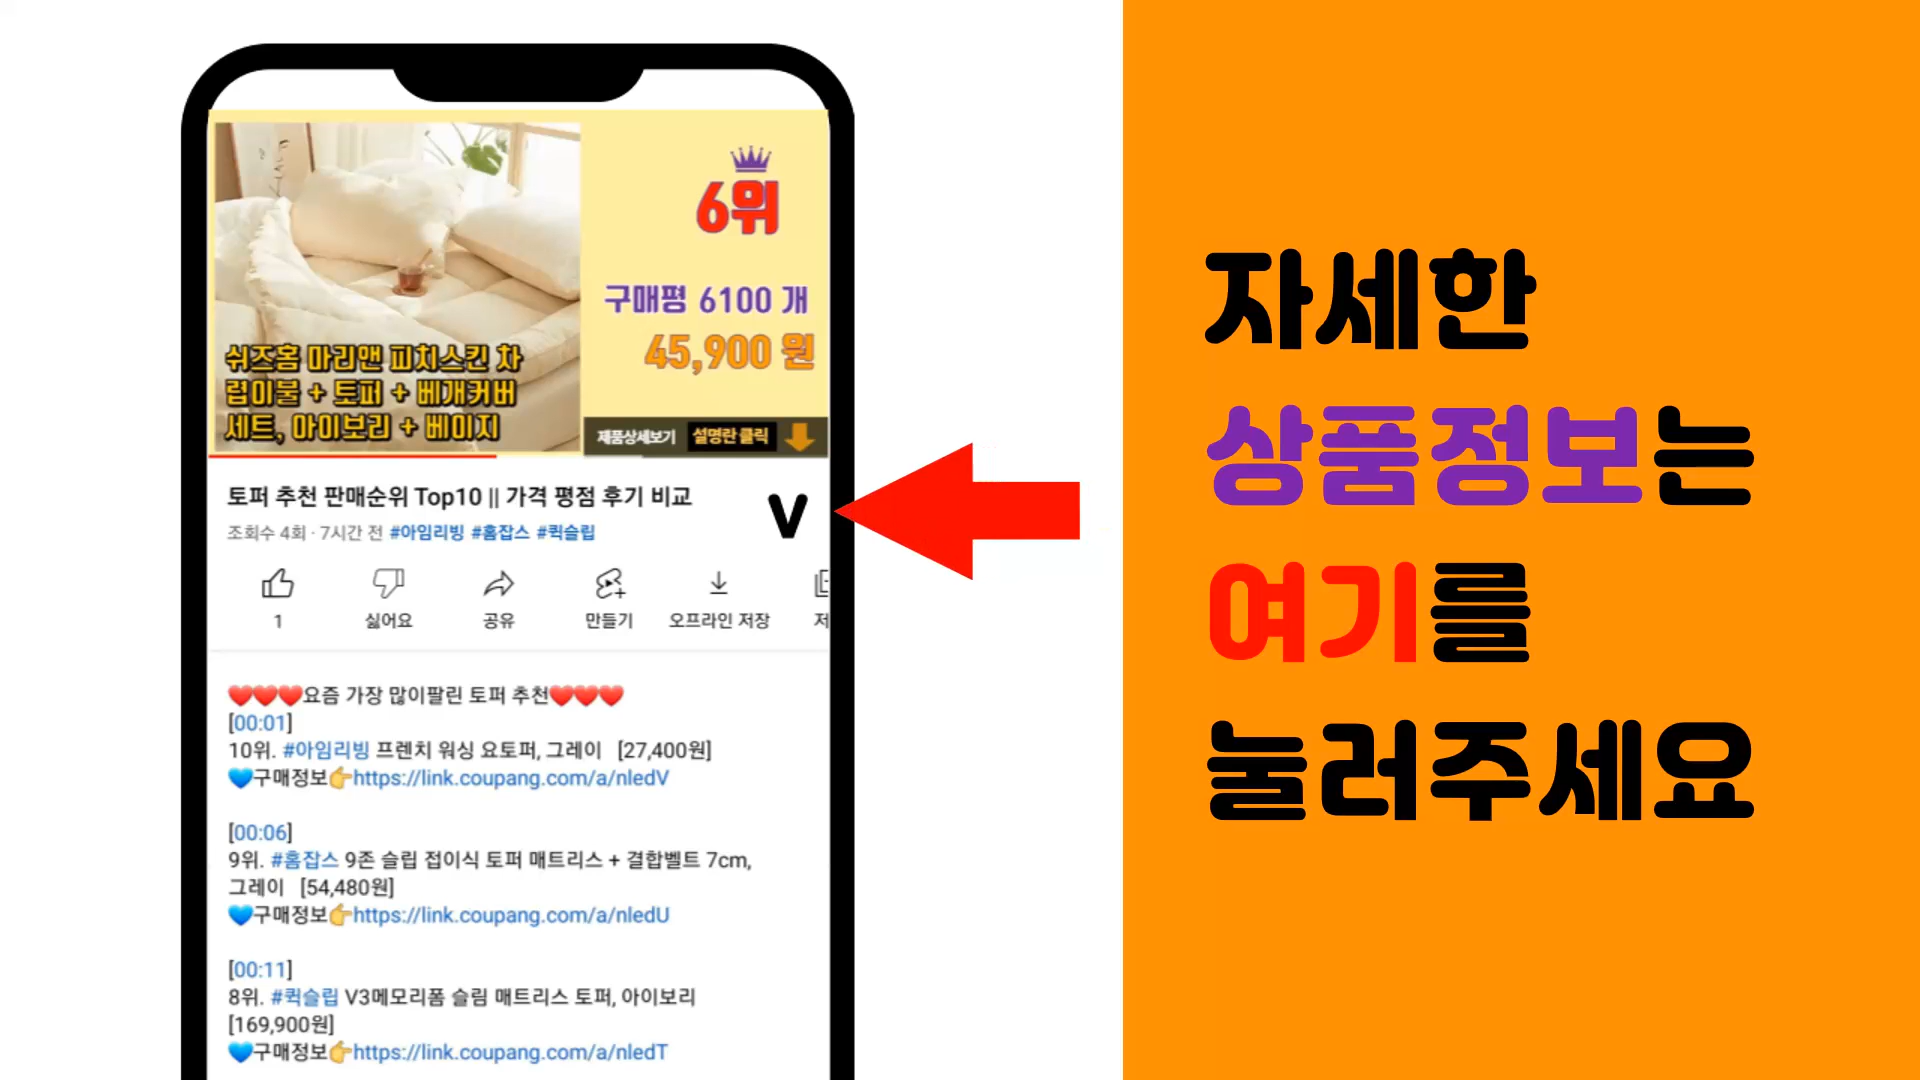 6위
구매평 6100 개
45,900 원
쉬즈홈 마리앤 피치스킨 차
렵이불 + 토퍼 + 베개커버
세트, 아이보리 + 베이지
제품상세보기 설명란 클릭
토퍼 추천 판매순위 Top10 || 가격 평점 후기 비교
V
조회수 4회 · 7시간 전 #아임리빙 #홈잡스 #퀵슬립
1 싫어요 공유 만들기 오프라인 저장 저
❤️❤️❤️요즘 가장 많이팔린 토퍼 추천❤️❤️❤️
[00:01]
10위. #아임리빙 프렌치 워싱 요토퍼, 그레이 [27,400원]
💙구매정보👉https://link.coupang.com/a/nledV
[00:06]
9위. #홈잡스 9존 슬립 접이식 토퍼 매트리스 + 결합벨트 7cm,
그레이 [54,480원]
💙구매정보👉https://link.coupang.com/a/nledU
[00:11]
8위. #퀵슬립 V3메모리폼 슬림 매트리스 토퍼, 아이보리
[169,900원]
💙구매정보👉https://link.coupang.com/a/nledT
자세한
상품정보는
여기를
눌러주세요